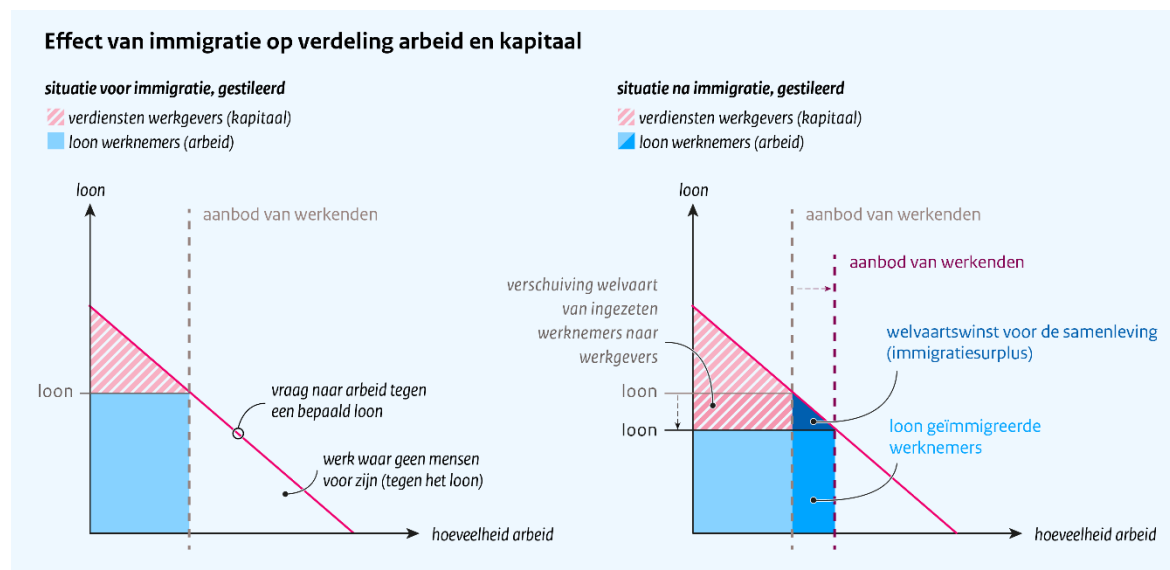 Effect van immigratie op verdeling arbeid en kapitaal
situatie voor immigratie, gestileerd
verdiensten werkgevers (kapitaal)
loon werknemers (arbeid)
loon
aanbod van werkenden
loon
vraag naar arbeid tegen
een bepaald loon
werk waar geen mensen
voor zijn (tegen het loon)
hoeveelheid arbeid
situatie na immigratie, gestileerd
verdiensten werkgevers (kapitaal)
loon werknemers (arbeid)
loon
aanbod van werkenden
aanbod van werkenden
verschuiving welvaart
van ingezeten
werknemers naar
werkgevers
welvaartswinst voor de samenleving
(immigratiesurplus)
loon
loon
loon geïmmigreerde
werknemers
hoeveelheid arbeid